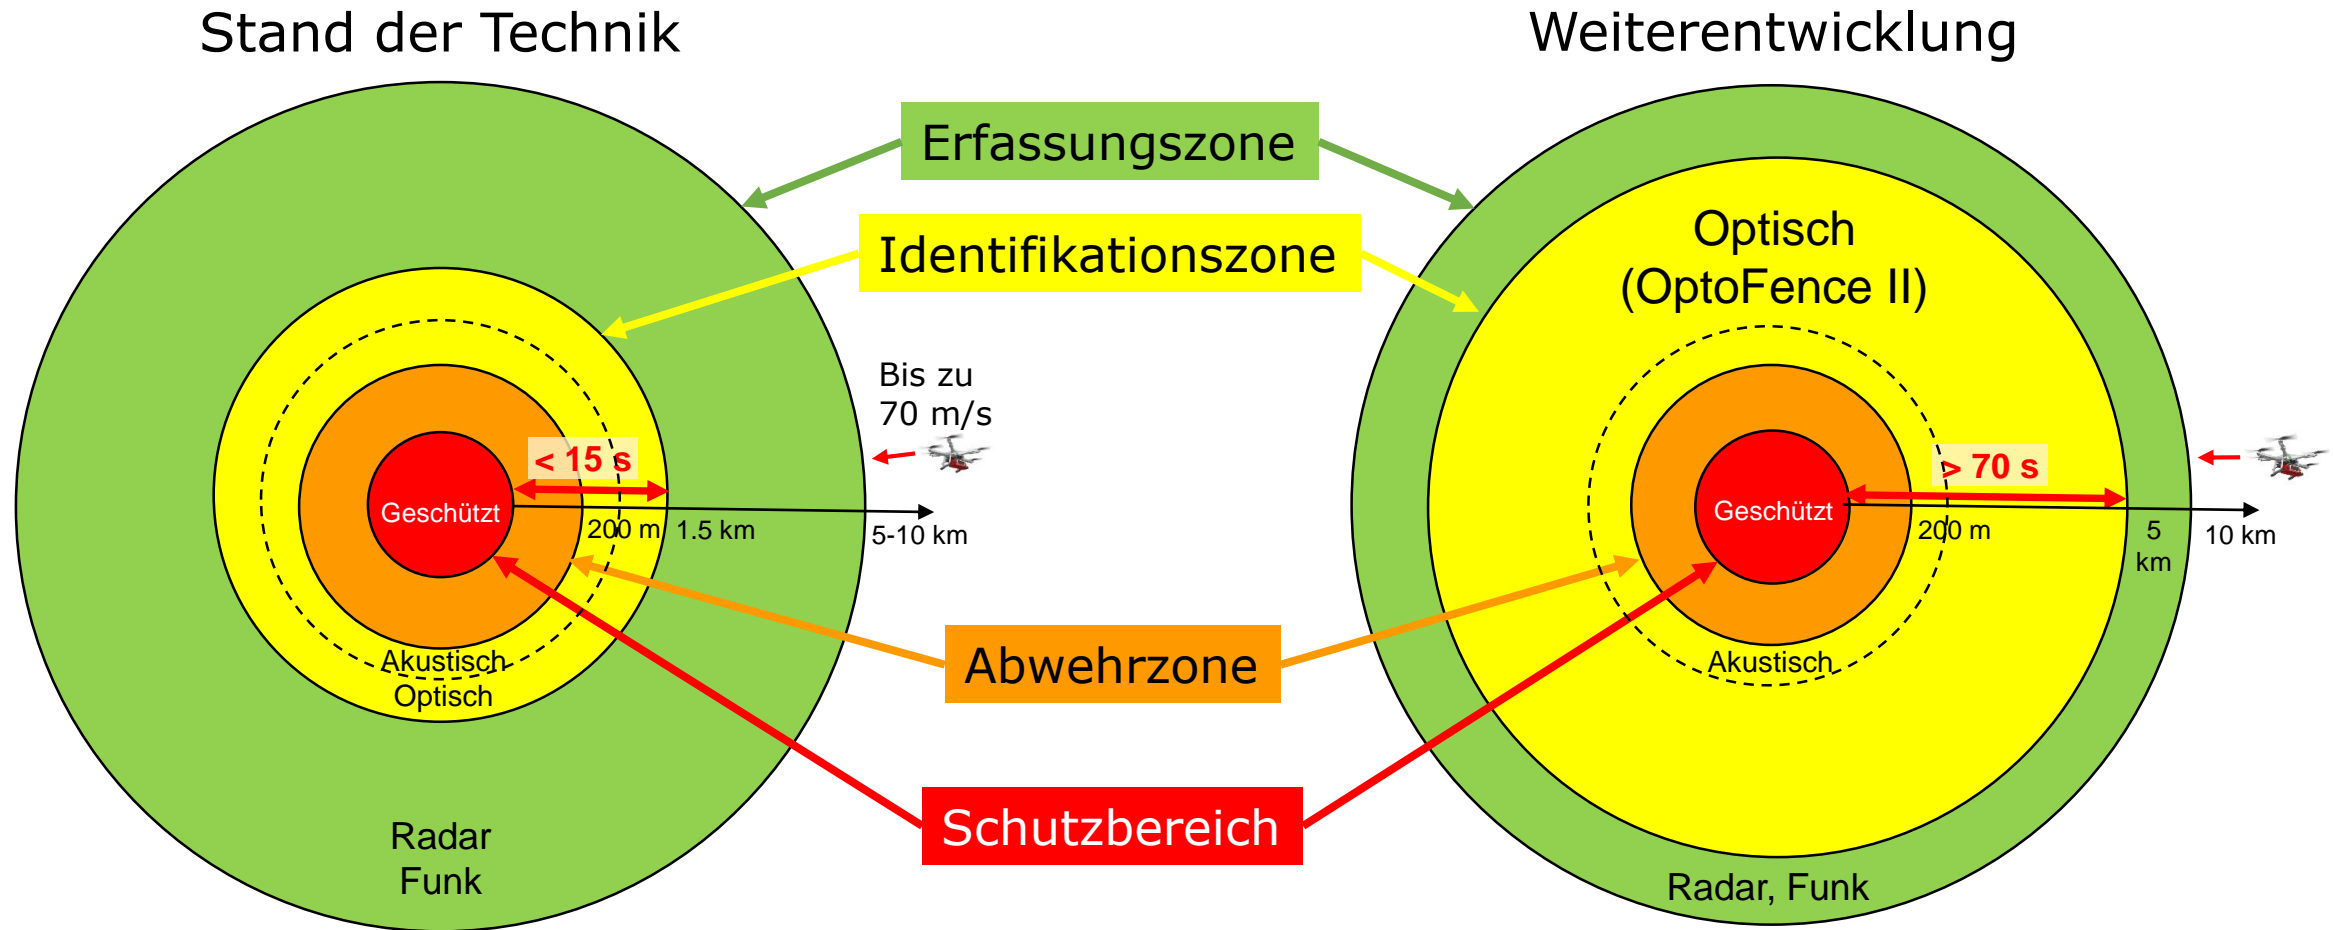 Stand der Technik
Weiterentwicklung
Erfassungszone
Identifikationszone
Optisch
(OptoFence II)
Bis zu
70 m/s
< 15 s
> 70 s
Geschützt
Geschützt
200 m
1.5 km
5-10 km
200 m
5
km
10 km
Akustisch
Optisch
Abwehrzone
Akustisch
Schutzbereich
Radar
Funk
Radar, Funk